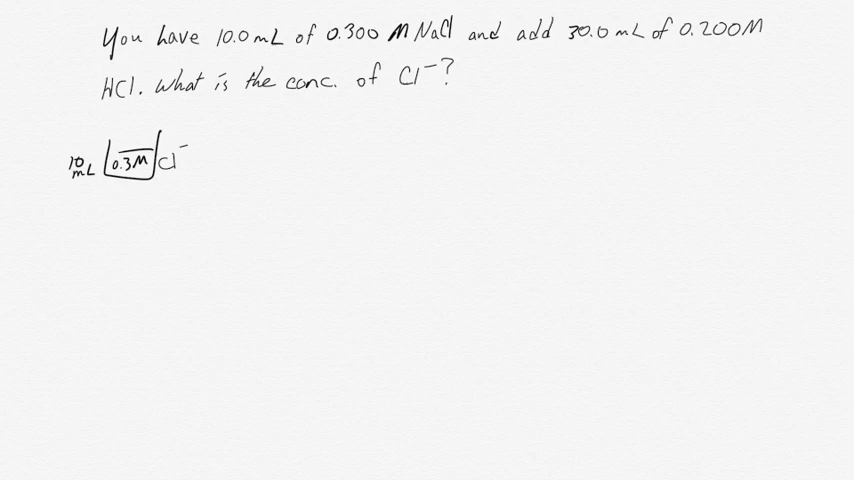 You have 10.0 mL of 0.300 M NaCl and add 30.0 mL of 0.200M
HCl. What is the conc. of Cl⁻?
10 mL 0.3M Cl⁻